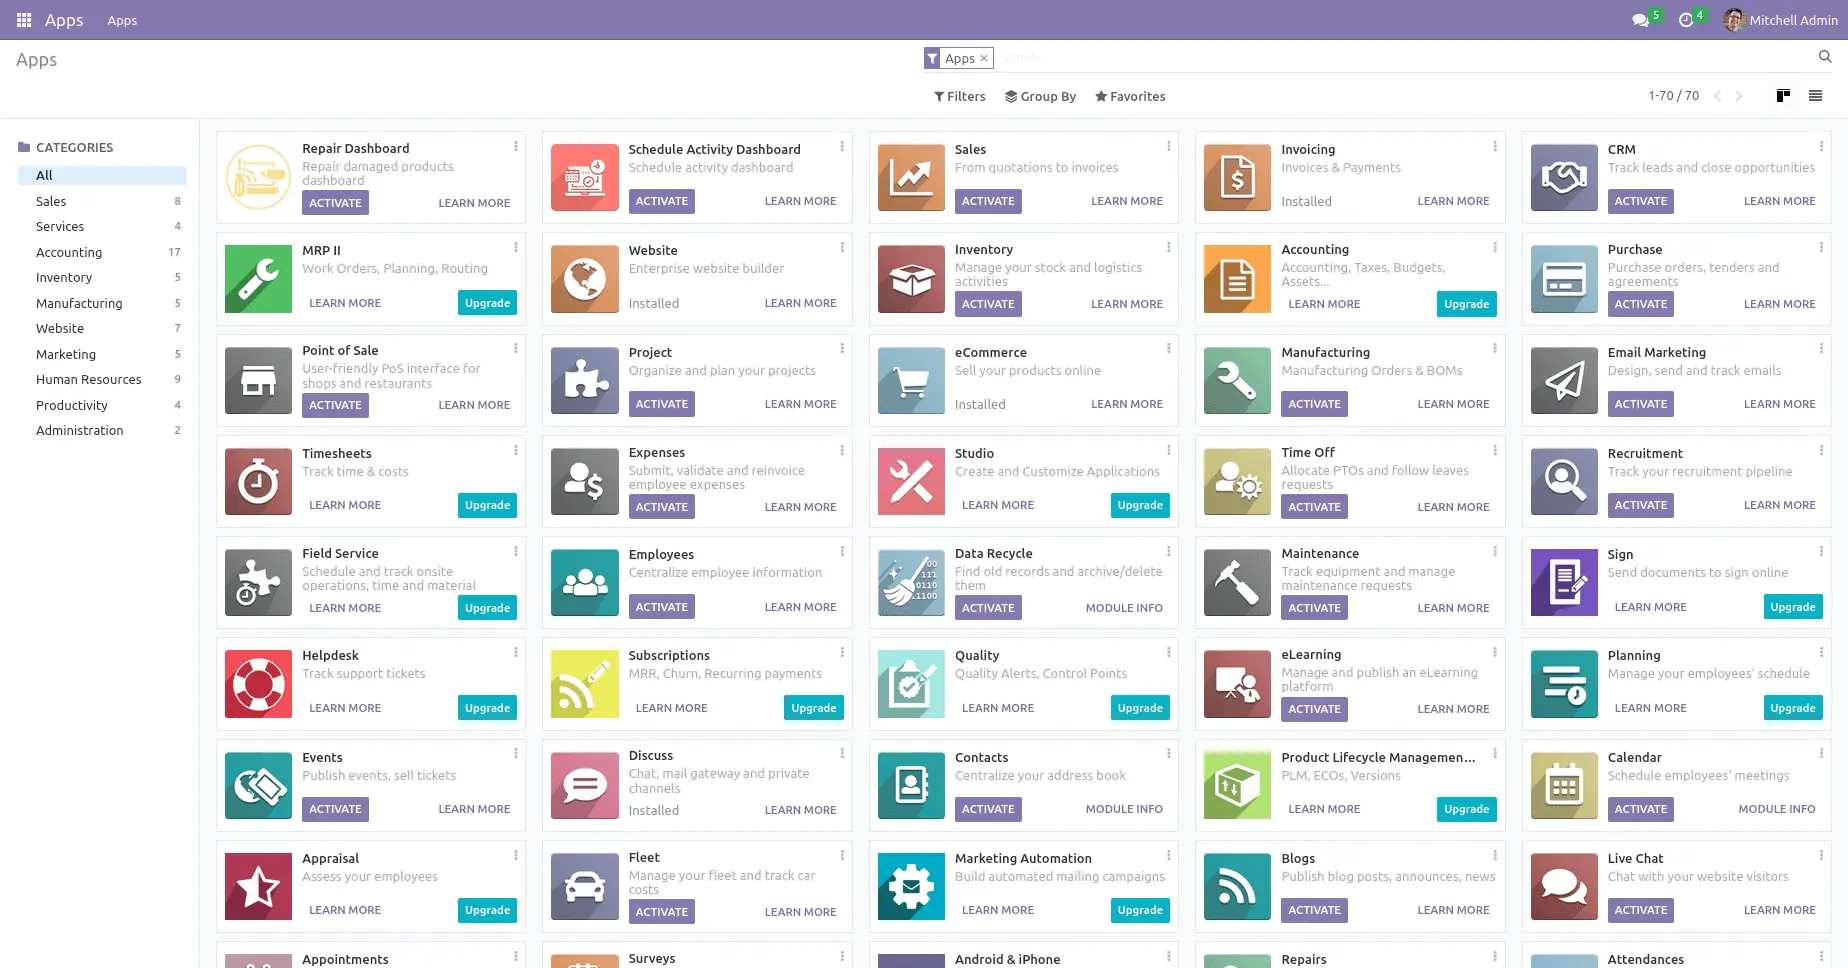 Apps
Apps
5
4
Mitchell Admin
Apps
Apps ×
Search
Filters
Group By
Favorites
1-70 / 70
CATEGORIES
All
Sales 8
Services 4
Accounting 17
Inventory 5
Manufacturing 5
Website 7
Marketing 5
Human Resources 9
Productivity 4
Administration 2
Repair Dashboard
Repair damaged products
dashboard
ACTIVATE LEARN MORE
Schedule Activity Dashboard
Schedule activity dashboard
ACTIVATE LEARN MORE
Sales
From quotations to invoices
ACTIVATE LEARN MORE
Invoicing
Invoices & Payments
Installed LEARN MORE
CRM
Track leads and close opportunities
ACTIVATE LEARN MORE
MRP II
Work Orders, Planning, Routing
LEARN MORE Upgrade
Website
Enterprise website builder
Installed LEARN MORE
Inventory
Manage your stock and logistics
activities
ACTIVATE LEARN MORE
Accounting
Accounting, Taxes, Budgets,
Assets...
LEARN MORE Upgrade
Purchase
Purchase orders, tenders and
agreements
ACTIVATE LEARN MORE
Point of Sale
User-friendly PoS interface for
shops and restaurants
ACTIVATE LEARN MORE
Project
Organize and plan your projects
ACTIVATE LEARN MORE
eCommerce
Sell your products online
Installed LEARN MORE
Manufacturing
Manufacturing Orders & BOMs
ACTIVATE LEARN MORE
Email Marketing
Design, send and track emails
ACTIVATE LEARN MORE
Timesheets
Track time & costs
LEARN MORE Upgrade
Expenses
Submit, validate and reinvoice
employee expenses
ACTIVATE LEARN MORE
Studio
Create and Customize Applications
LEARN MORE Upgrade
Time Off
Allocate PTOs and follow leaves
requests
ACTIVATE LEARN MORE
Recruitment
Track your recruitment pipeline
ACTIVATE LEARN MORE
Field Service
Schedule and track onsite
operations, time and material
LEARN MORE Upgrade
Employees
Centralize employee information
ACTIVATE LEARN MORE
00
111
0110
11100
Data Recycle
Find old records and archive/delete
them
ACTIVATE MODULE INFO
Maintenance
Track equipment and manage
maintenance requests
ACTIVATE LEARN MORE
Sign
Send documents to sign online
LEARN MORE Upgrade
Helpdesk
Track support tickets
LEARN MORE Upgrade
Subscriptions
MRR, Churn, Recurring payments
LEARN MORE Upgrade
Quality
Quality Alerts, Control Points
LEARN MORE Upgrade
eLearning
Manage and publish an eLearning
platform
ACTIVATE LEARN MORE
Planning
Manage your employees' schedule
LEARN MORE Upgrade
Events
Publish events, sell tickets
ACTIVATE LEARN MORE
Discuss
Chat, mail gateway and private
channels
Installed LEARN MORE
Contacts
Centralize your address book
ACTIVATE MODULE INFO
Product Lifecycle Managemen...
PLM, ECOs, Versions
LEARN MORE Upgrade
Calendar
Schedule employees' meetings
ACTIVATE MODULE INFO
Appraisal
Assess your employees
LEARN MORE Upgrade
Fleet
Manage your fleet and track car
costs
ACTIVATE LEARN MORE
Marketing Automation
Build automated mailing campaigns
LEARN MORE Upgrade
Blogs
Publish blog posts, announces, news
ACTIVATE LEARN MORE
Live Chat
Chat with your website visitors
ACTIVATE LEARN MORE
Appointments
Surveys
Android & iPhone
Repairs
Attendances